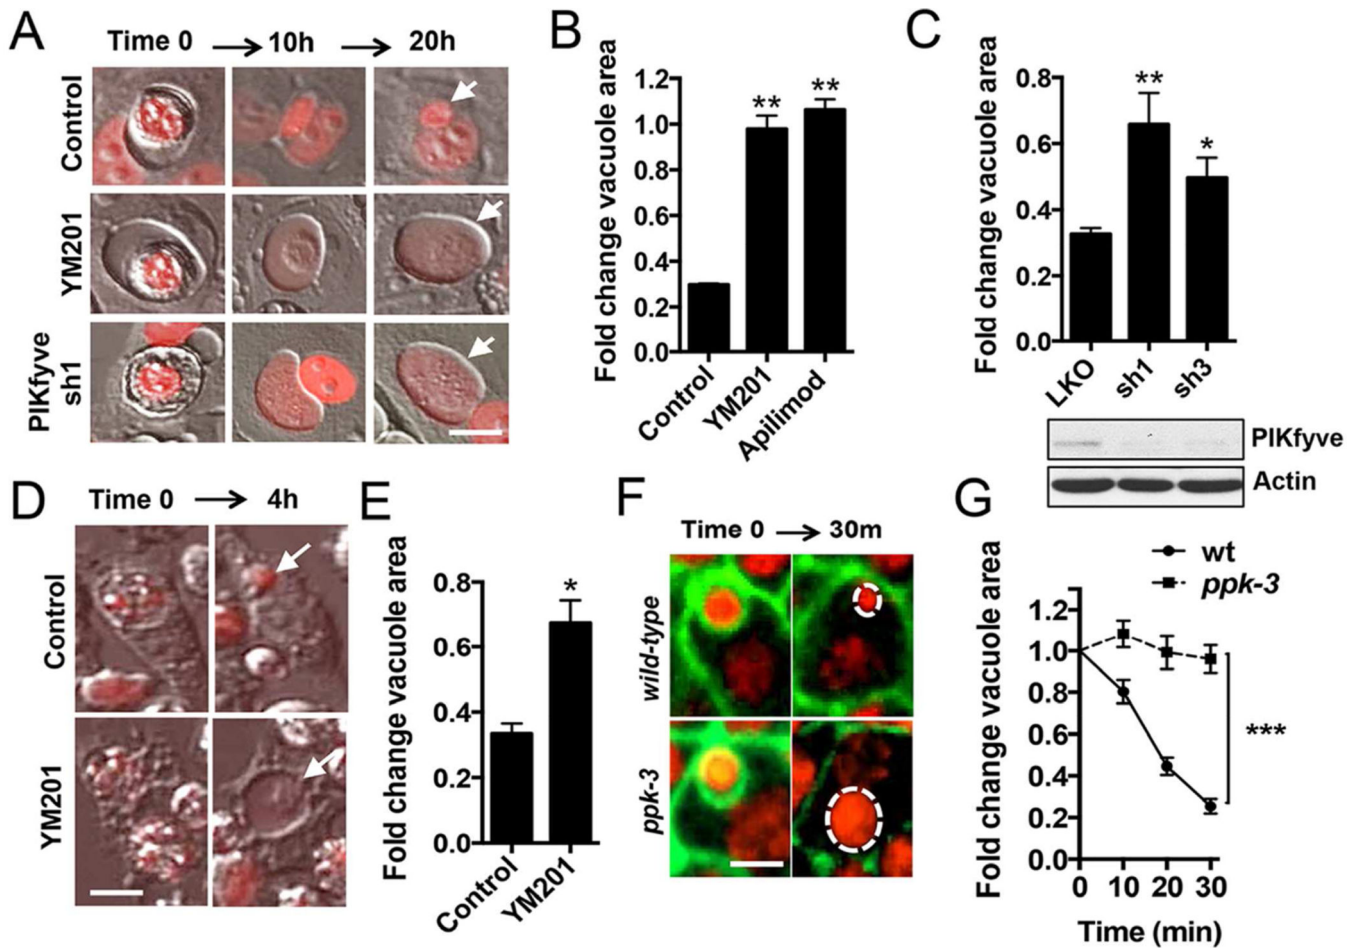 A
Time 0 → 10h → 20h
Control
YM201
PIKfyve
sh1
B
Fold change vacuole area
1.2
1.0
0.8
0.6
0.4
0.2
0.0
**
**
Control
YM201
Apilimod
C
Fold change vacuole area
0.8
0.6
0.4
0.2
0.0
**
*
LKO
sh1
sh3
PIKfyve
Actin
D
Time 0 → 4h
Control
YM201
E
Fold change vacuole area
0.8
0.6
0.4
0.2
0.0
*
Control
YM201
F
Time 0 → 30m
wild-type
ppk-3
G
wt
ppk-3
Fold change vacuole area
1.2
1.0
0.8
0.6
0.4
0.2
0.0
***
0 10 20 30
Time (min)